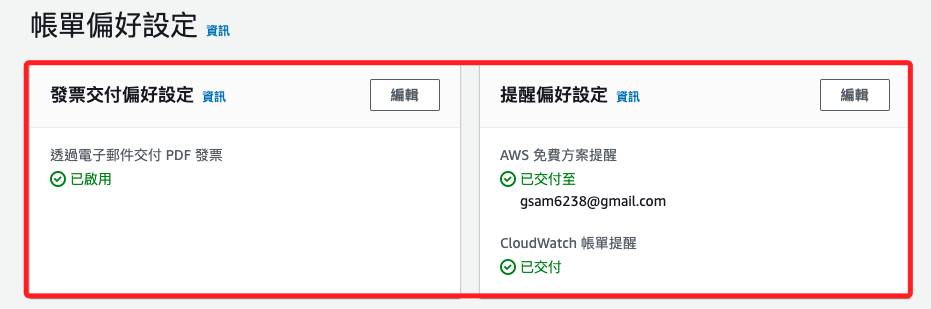 帳單偏好設定 資訊
發票交付偏好設定 資訊 編輯
透過電子郵件交付 PDF 發票
已啟用
提醒偏好設定 資訊 編輯
AWS 免費方案提醒
已交付至
gsam6238@gmail.com
CloudWatch 帳單提醒
已交付